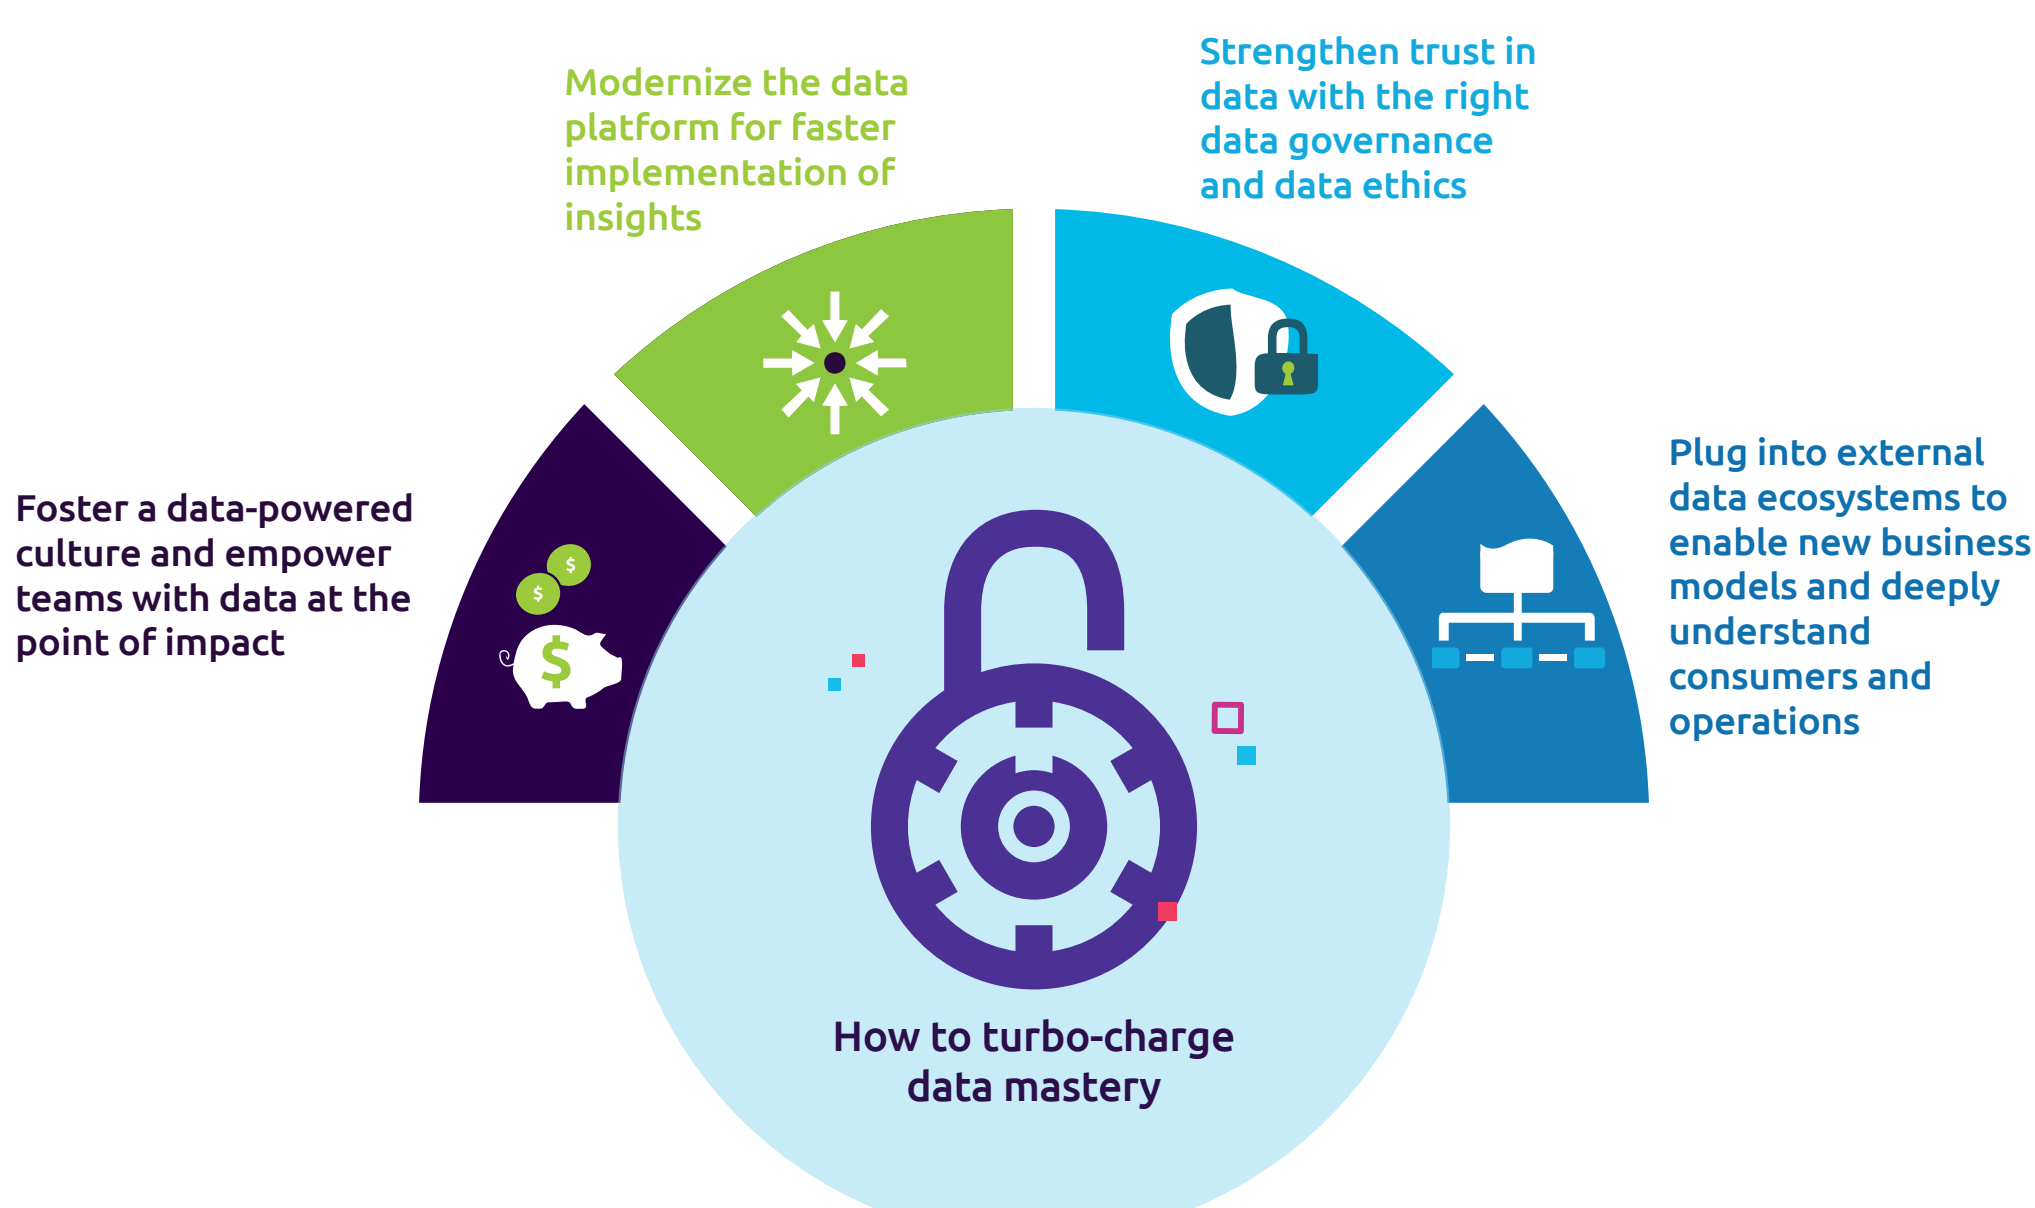 Strengthen trust in
data with the right
data governance
and data ethics
Modernize the data
platform for faster
implementation of
insights
Plug into external
data ecosystems to
enable new business
models and deeply
understand
consumers and
operations
Foster a data-powered
culture and empower
teams with data at the
point of impact
$
$
$
How to turbo-charge
data mastery